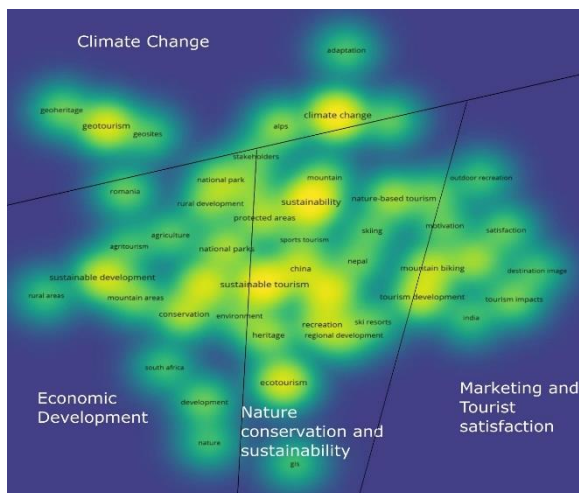 Climate Change
adaptation
geoheritage
geotourism
geosites
climate change
alps
stakeholders
romania
national park
mountain
outdoor recreation
rural development
sustainability
nature-based tourism
protected areas
agriculture
skiing
motivation
satisfaction
agritourism
national parks
sports tourism
nepal
sustainable development
china
mountain biking
destination image
rural areas
mountain areas
sustainable tourism
tourism development
tourism impacts
conservation
environment
recreation
ski resorts
india
heritage
regional development
south africa
ecotourism
Economic
Development
development
Nature
conservation and
sustainability
Marketing and
Tourist
satisfaction
nature
gis